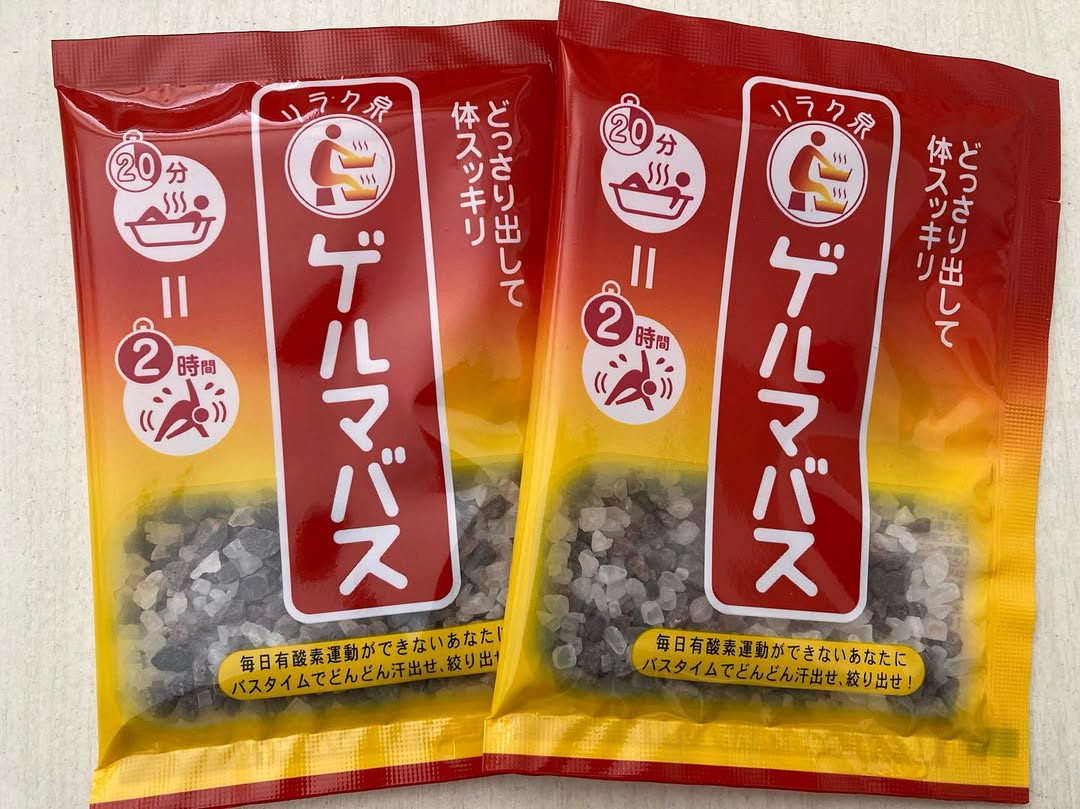 リラク泉
ゲルマバス
どっさり出して
体スッキリ
20分
=
2時間
毎日有酸素運動ができないあなたに
バスタイムでどんどん汗出せ、絞り出せ
リラク泉
ゲルマバス
どっさり出して
体スッキリ
20分
=
2時間
毎日有酸素運動ができないあなたに
バスタイムでどんどん汗出せ、絞り出せ!